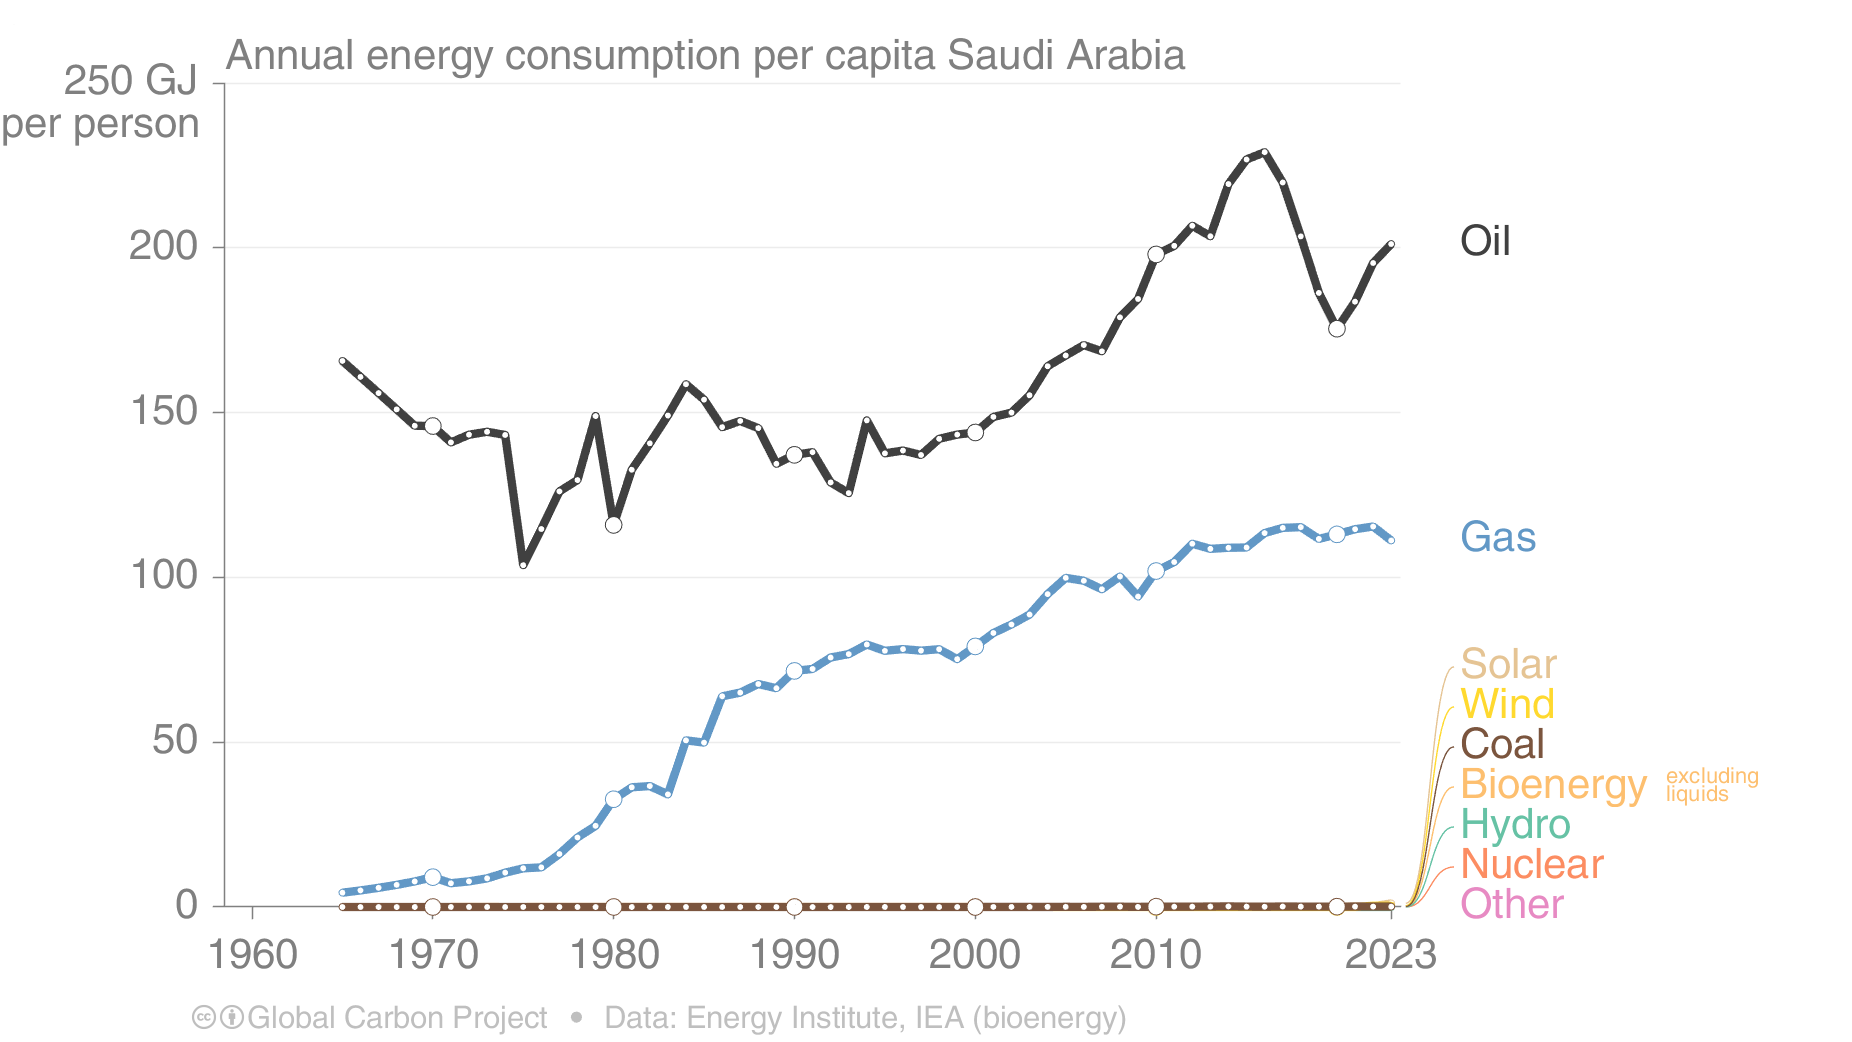 Annual energy consumption per capita Saudi Arabia
250 GJ
per person
200
150
100
50
0
1960 1970 1980 1990 2000 2010 2023
Oil
Gas
Solar
Wind
Coal
Bioenergy excluding liquids
Hydro
Nuclear
Other
cc Global Carbon Project • Data: Energy Institute, IEA (bioenergy)